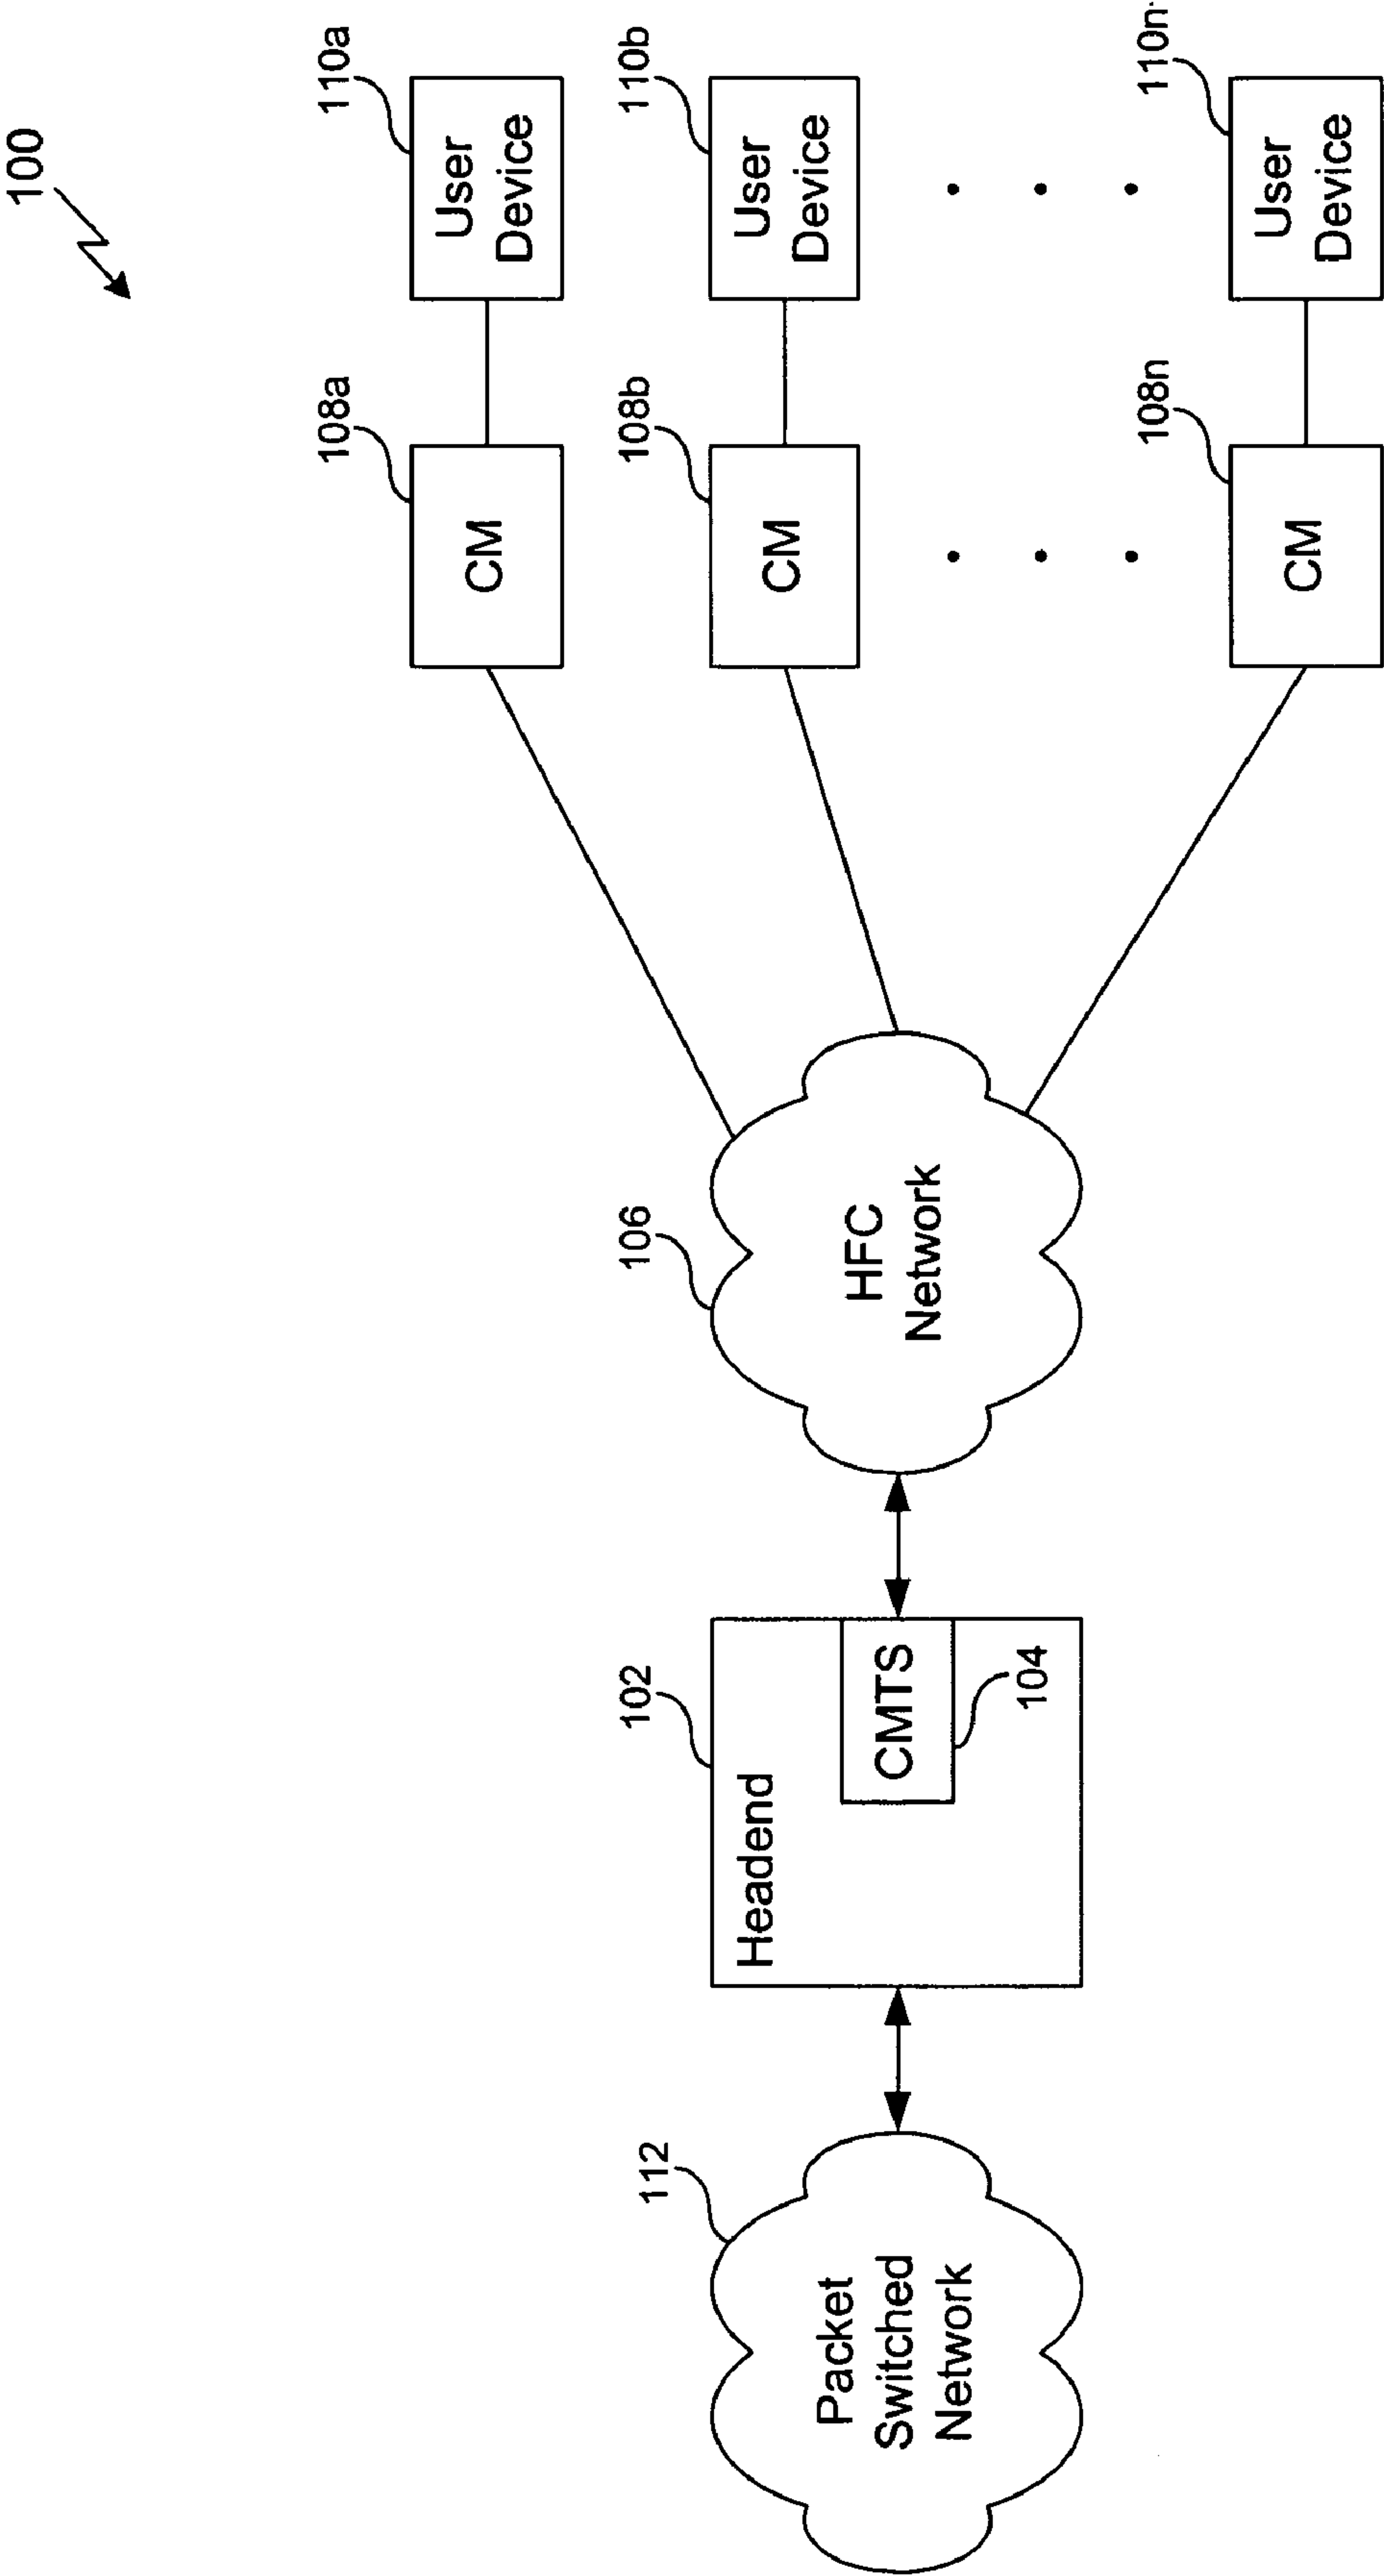 100
108a
110a
CM
User
Device
106
102
112
108b
110b
CM
User
Device
Headend
CMTS
104
HFC
Network
Packet
Switched
Network
108n
110n
CM
User
Device